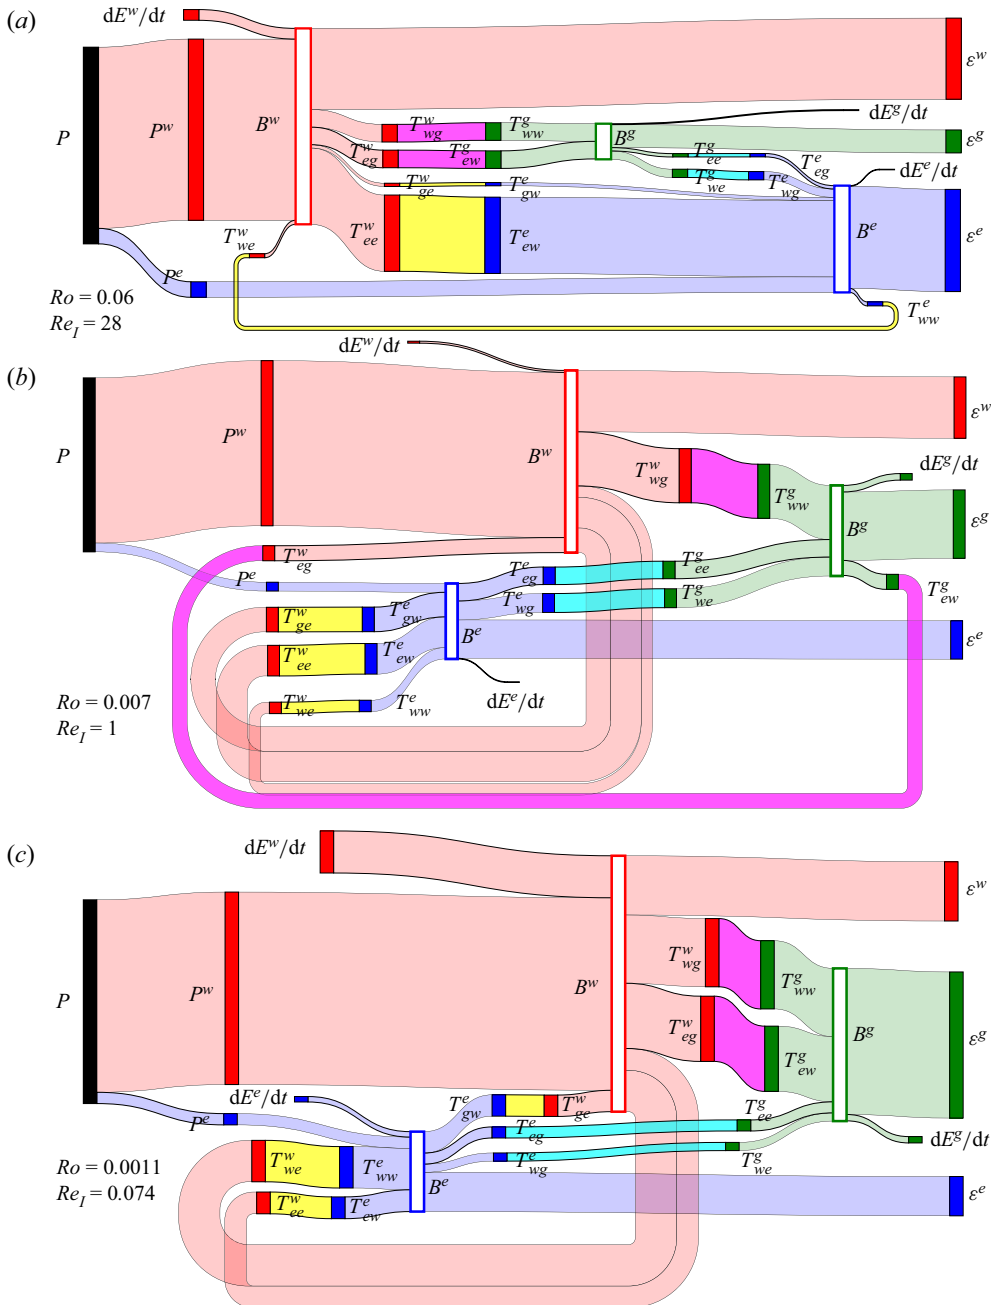 (a)
dE^w/dt
P
P^w
B^w
ε^w
T^w_wg
T^g_ww
B^g
dE^g/dt
ε^g
T^w_eg
T^g_ew
T^g_ee
T^e_eg
T^w_ge
T^e_gw
T^g_we
T^e_wg
dE^e/dt
T^w_we
T^w_ee
T^e_ew
B^e
ε^e
P^e
T^e_ww
Ro = 0.06
Re_I = 28
(b)
dE^w/dt
P
P^w
B^w
ε^w
T^w_wg
T^g_ww
dE^g/dt
B^g
ε^g
T^w_eg
T^e_eg
T^g_ee
P^e
T^e_wg
T^g_we
T^g_ew
T^w_ge
T^e_gw
B^e
ε^e
T^w_ee
T^e_ew
T^w_we
T^e_ww
dE^e/dt
Ro = 0.007
Re_I = 1
(c)
dE^w/dt
ε^w
P
P^w
B^w
T^w_wg
T^g_ww
T^w_eg
T^g_ew
B^g
ε^g
dE^e/dt
P^e
T^e_gw
T^w_ge
T^e_eg
T^g_ee
T^e_wg
T^g_we
dE^g/dt
T^w_we
T^e_ww
B^e
ε^e
T^w_ee
T^e_ew
Ro = 0.0011
Re_I = 0.074